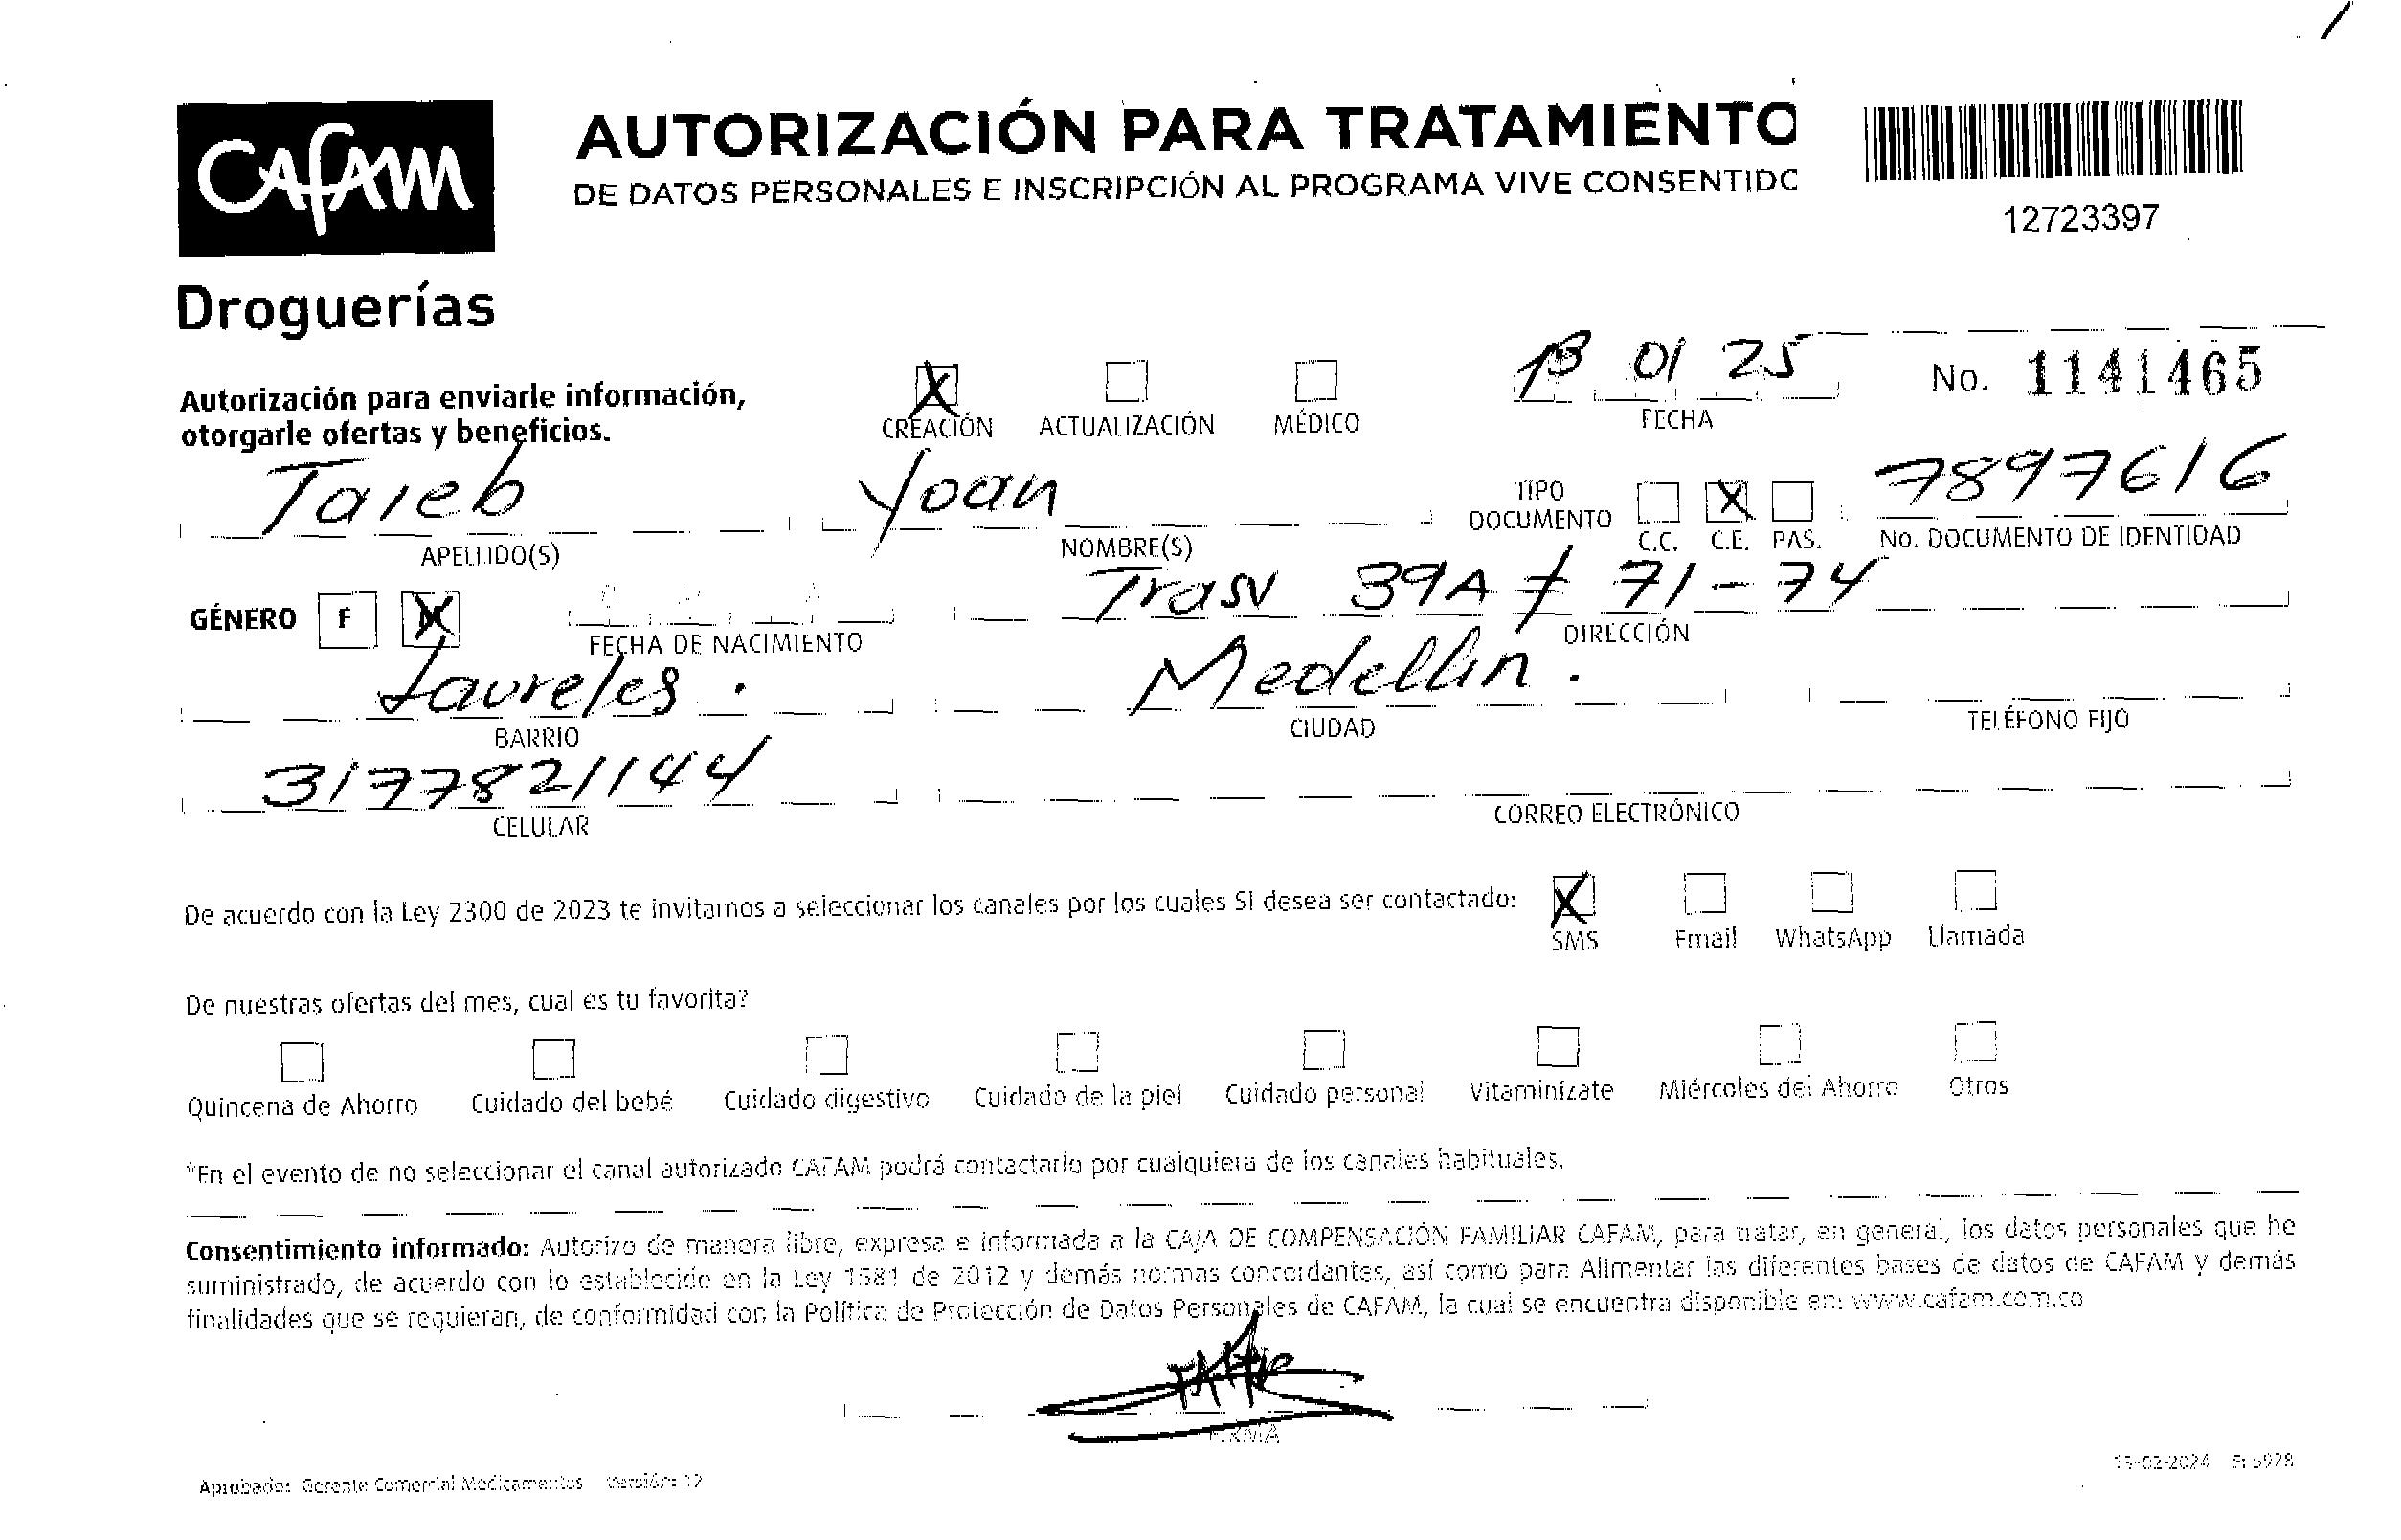 CAFAM
AUTORIZACIÓN PARA TRATAMIENTO
DE DATOS PERSONALES E INSCRIPCIÓN AL PROGRAMA VIVE CONSENTIDO
12723397
Droguerías
Autorización para enviarle información,
otorgarle ofertas y beneficios.
X
CREACIÓN ACTUALIZACIÓN MÉDICO
13 01 25
FECHA
No. 1141465
Taieb Yoan
APELLIDO(S) NOMBRE(S)
TIPO
DOCUMENTO
X
C.C. C.E. PAS.
7897616
No. DOCUMENTO DE IDENTIDAD
GÉNERO F M X
FECHA DE NACIMIENTO
Trasv 39A # 71-74
DIRECCIÓN
Laureles. Medellin.
BARRIO CIUDAD TELÉFONO FIJO
3177821144
CELULAR CORREO ELECTRÓNICO
De acuerdo con la Ley 2300 de 2023 te invitamos a seleccionar los canales por los cuales SI desea ser contactado: X
SMS Email WhatsApp Llamada
De nuestras ofertas del mes, cual es tu favorita?
Quincena de Ahorro Cuidado del bebé Cuidado digestivo Cuidado de la piel Cuidado personal Vitaminízate Miércoles del Ahorro Otros
*En el evento de no seleccionar el canal autorizado CAFAM podrá contactarlo por cualquiera de los canales habituales.
Consentimiento informado: Autorizo de manera libre, expresa e informada a la CAJA DE COMPENSACIÓN FAMILIAR CAFAM, para tratar, en general, los datos personales que he
suministrado, de acuerdo con lo establecido en la Ley 1581 de 2012 y demás normas concordantes, así como para Alimentar las diferentes bases de datos de CAFAM y demás
finalidades que se requieran, de conformidad con la Política de Protección de Datos Personales de CAFAM, la cual se encuentra disponible en: www.cafam.com.co
FIRMA
Aprobado: Gerente Comercial Medicamentos Versión: 12
-02-2024